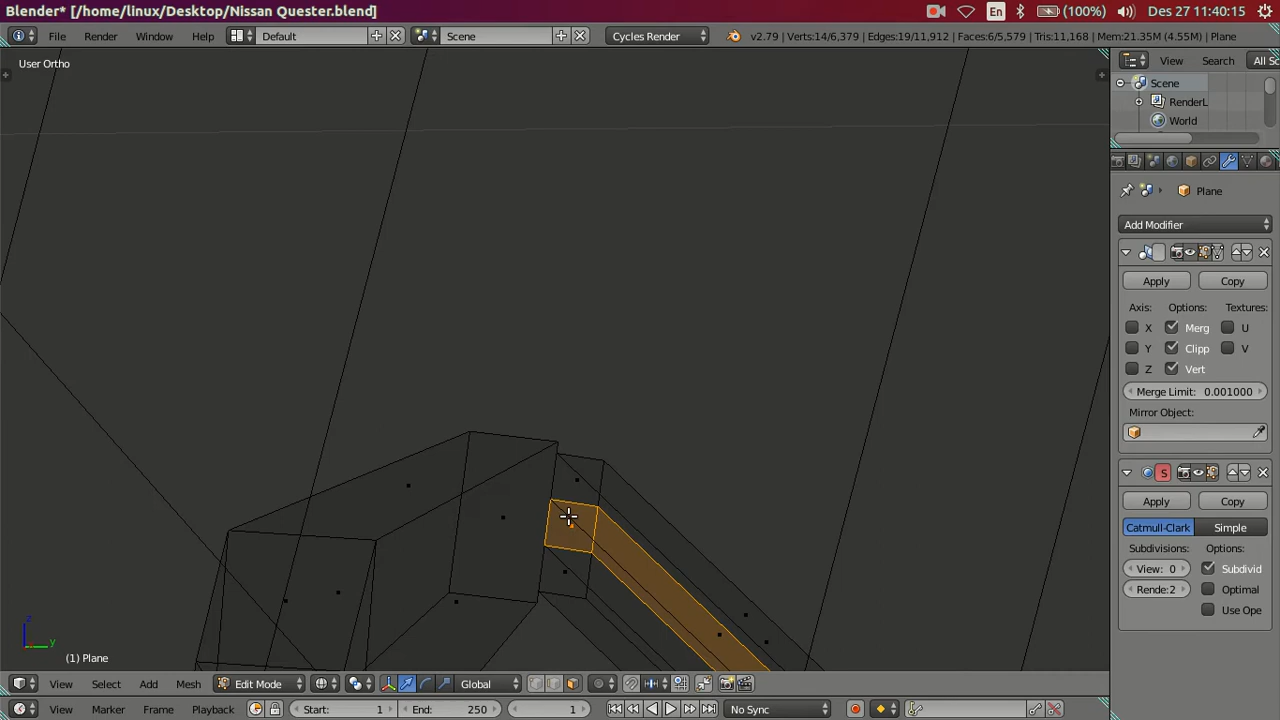 Blender* [/home/linux/Desktop/Nissan Quester.blend]
En (100%) Des 27 11:40:15
File Render Window Help Default Scene Cycles Render v2.79 | Verts:14/6,379 | Edges:19/11,912 | Faces:6/5,579 | Tris:11,168 | Mem:21.35M (4.55M) | Plane
View Search All Sc
User Ortho
Scene
RenderL
World
Plane
Add Modifier
Apply Copy
Axis: Options: Textures:
X Merg U
Y Clipp V
Z Vert
Merge Limit: 0.001000
Mirror Object:
S
Apply Copy
Catmull-Clark Simple
Subdivisions: Options:
View: 0 Subdivid
Rende:2 Optimal
Use Ope
z
y
(1) Plane
View Select Add Mesh Edit Mode Global
View Marker Frame Playback Start: 1 End: 250 1 No Sync